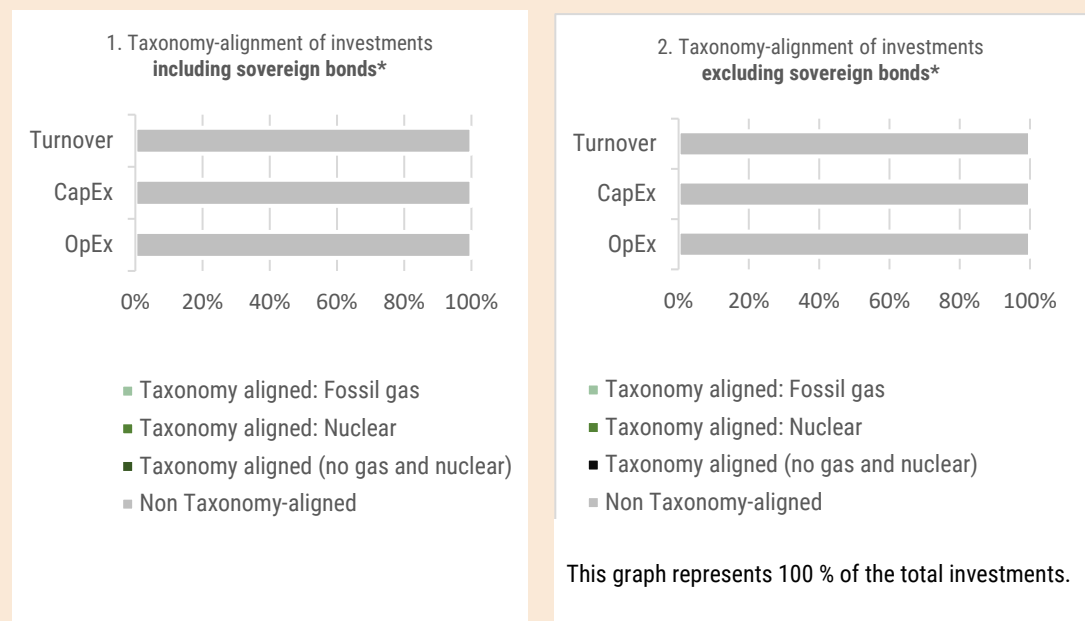 1. Taxonomy-alignment of investments
including sovereign bonds*
Turnover
CapEx
OpEx
0% 20% 40% 60% 80% 100%
Taxonomy aligned: Fossil gas
Taxonomy aligned: Nuclear
Taxonomy aligned (no gas and nuclear)
Non Taxonomy-aligned
2. Taxonomy-alignment of investments
excluding sovereign bonds*
Turnover
CapEx
OpEx
0% 20% 40% 60% 80% 100%
Taxonomy aligned: Fossil gas
Taxonomy aligned: Nuclear
Taxonomy aligned (no gas and nuclear)
Non Taxonomy-aligned
This graph represents 100 % of the total investments.